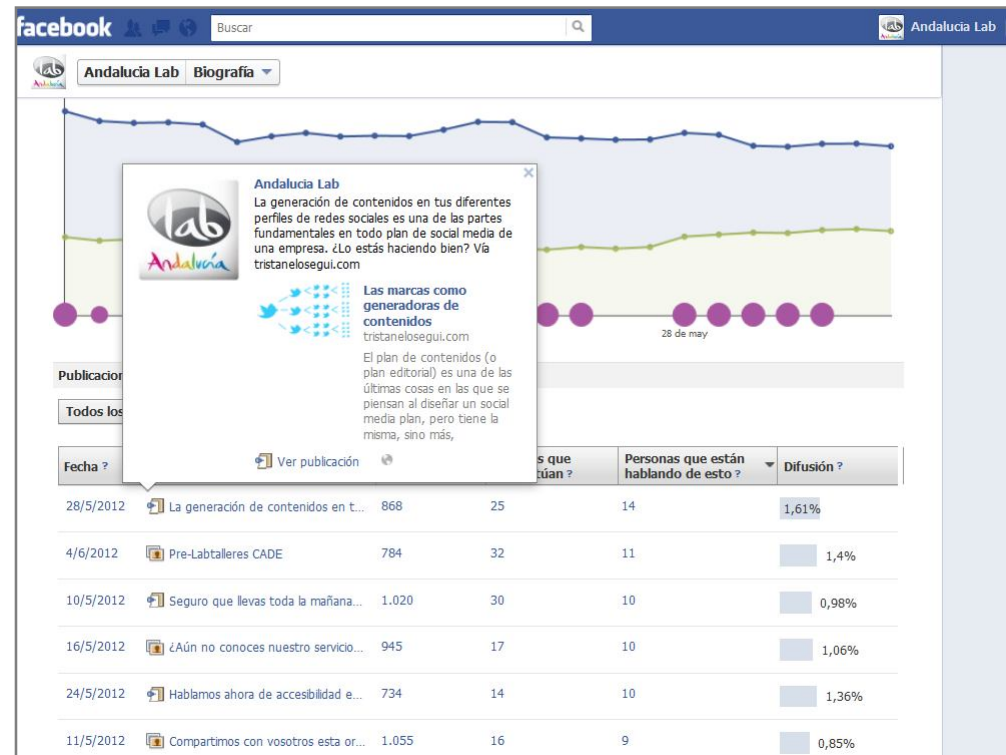 facebook
Buscar
Andalucia Lab
lab
Andalucía
Andalucia Lab Biografía
Andalucia Lab
La generación de contenidos en tus diferentes
perfiles de redes sociales es una de las partes
fundamentales en todo plan de social media de
una empresa. ¿Lo estás haciendo bien? Vía
tristanelosegui.com
lab
Andalucía
Las marcas como
generadoras de
contenidos
tristanelosegui.com
El plan de contenidos (o
plan editorial) es una de las
últimas cosas en las que se
piensan al diseñar un social
media plan, pero tiene la
misma, sino más,
Ver publicación
28 de may
Publicacion
Todos los
Fecha ? s que túan ? Personas que están hablando de esto ? Difusión ?
28/5/2012 La generación de contenidos en t... 868 25 14 1,61%
4/6/2012 Pre-Labtalleres CADE 784 32 11 1,4%
10/5/2012 Seguro que llevas toda la mañana... 1.020 30 10 0,98%
16/5/2012 ¿Aún no conoces nuestro servicio... 945 17 10 1,06%
24/5/2012 Hablamos ahora de accesibilidad e... 734 14 10 1,36%
11/5/2012 Compartimos con vosotros esta or... 1.055 16 9 0,85%